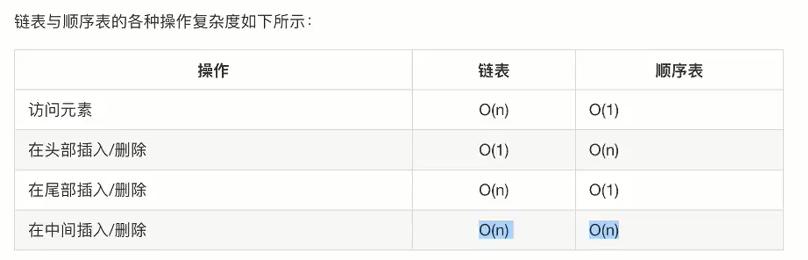 链表与顺序表的各种操作复杂度如下所示：
操作 链表 顺序表
访问元素 O(n) O(1)
在头部插入/删除 O(1) O(n)
在尾部插入/删除 O(n) O(1)
在中间插入/删除 O(n) O(n)